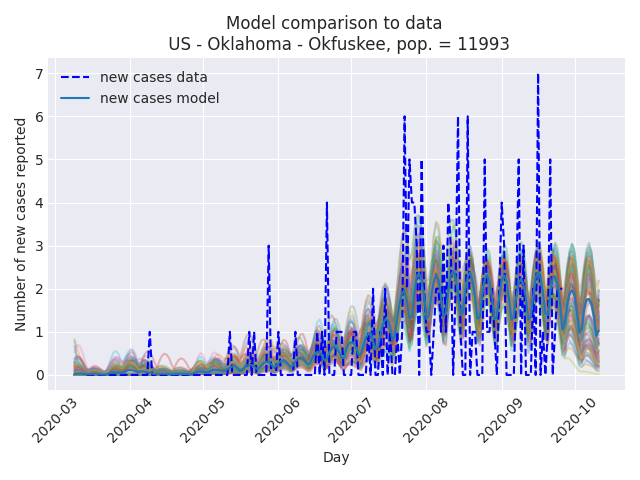 Model comparison to data
US - Oklahoma - Okfuskee, pop. = 11993
new cases data
new cases model
Number of new cases reported
7
6
5
4
3
2
1
0
2020-03
2020-04
2020-05
2020-06
2020-07
2020-08
2020-09
2020-10
Day